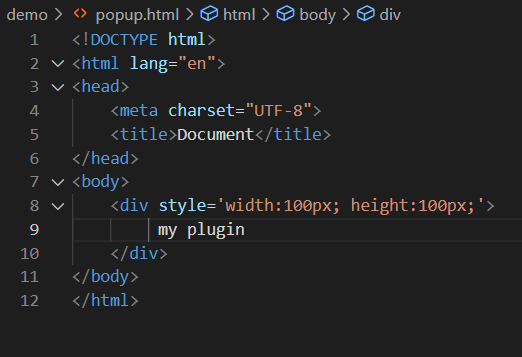 demo > <> popup.html > html > body > div
1 <!DOCTYPE html>
2 <html lang="en">
3 <head>
4     <meta charset="UTF-8">
5     <title>Document</title>
6 </head>
7 <body>
8     <div style='width:100px; height:100px;'>
9         my plugin
10     </div>
11 </body>
12 </html>